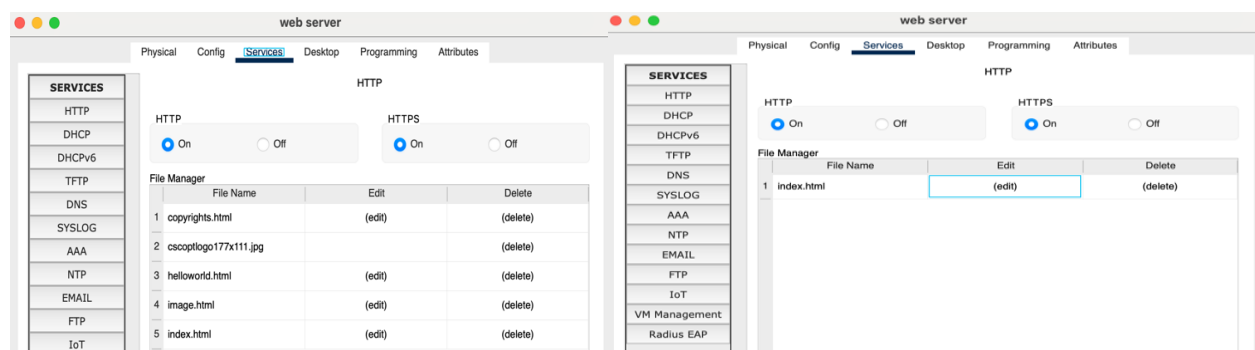 web server
Physical Config Services Desktop Programming Attributes
SERVICES
HTTP
DHCP
DHCPv6
TFTP
DNS
SYSLOG
AAA
NTP
EMAIL
FTP
IoT
HTTP
HTTP
On Off
HTTPS
On Off
File Manager
File Name Edit Delete
1 copyrights.html (edit) (delete)
2 cscoptlogo177x111.jpg (delete)
3 helloworld.html (edit) (delete)
4 image.html (edit) (delete)
5 index.html (edit) (delete)
web server
Physical Config Services Desktop Programming Attributes
SERVICES
HTTP
DHCP
DHCPv6
TFTP
DNS
SYSLOG
AAA
NTP
EMAIL
FTP
IoT
VM Management
Radius EAP
HTTP
HTTP
On Off
HTTPS
On Off
File Manager
File Name Edit Delete
1 index.html (edit) (delete)